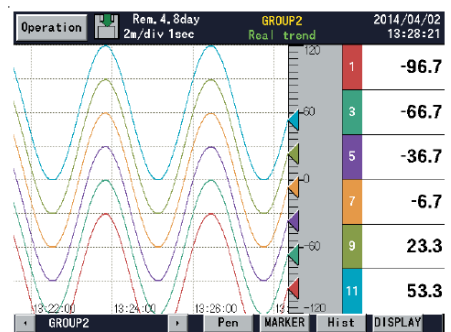 Operation
Rem. 4.8day
2m/div 1sec
GROUP2
Real trend
2014/04/02
13:28:21
120
60
0
-60
-120
1 -96.7
3 -66.7
5 -36.7
7 -6.7
9 23.3
11 53.3
13:22:00 13:24:00 13:26:00
GROUP2 Pen MARKER Hist DISPLAY